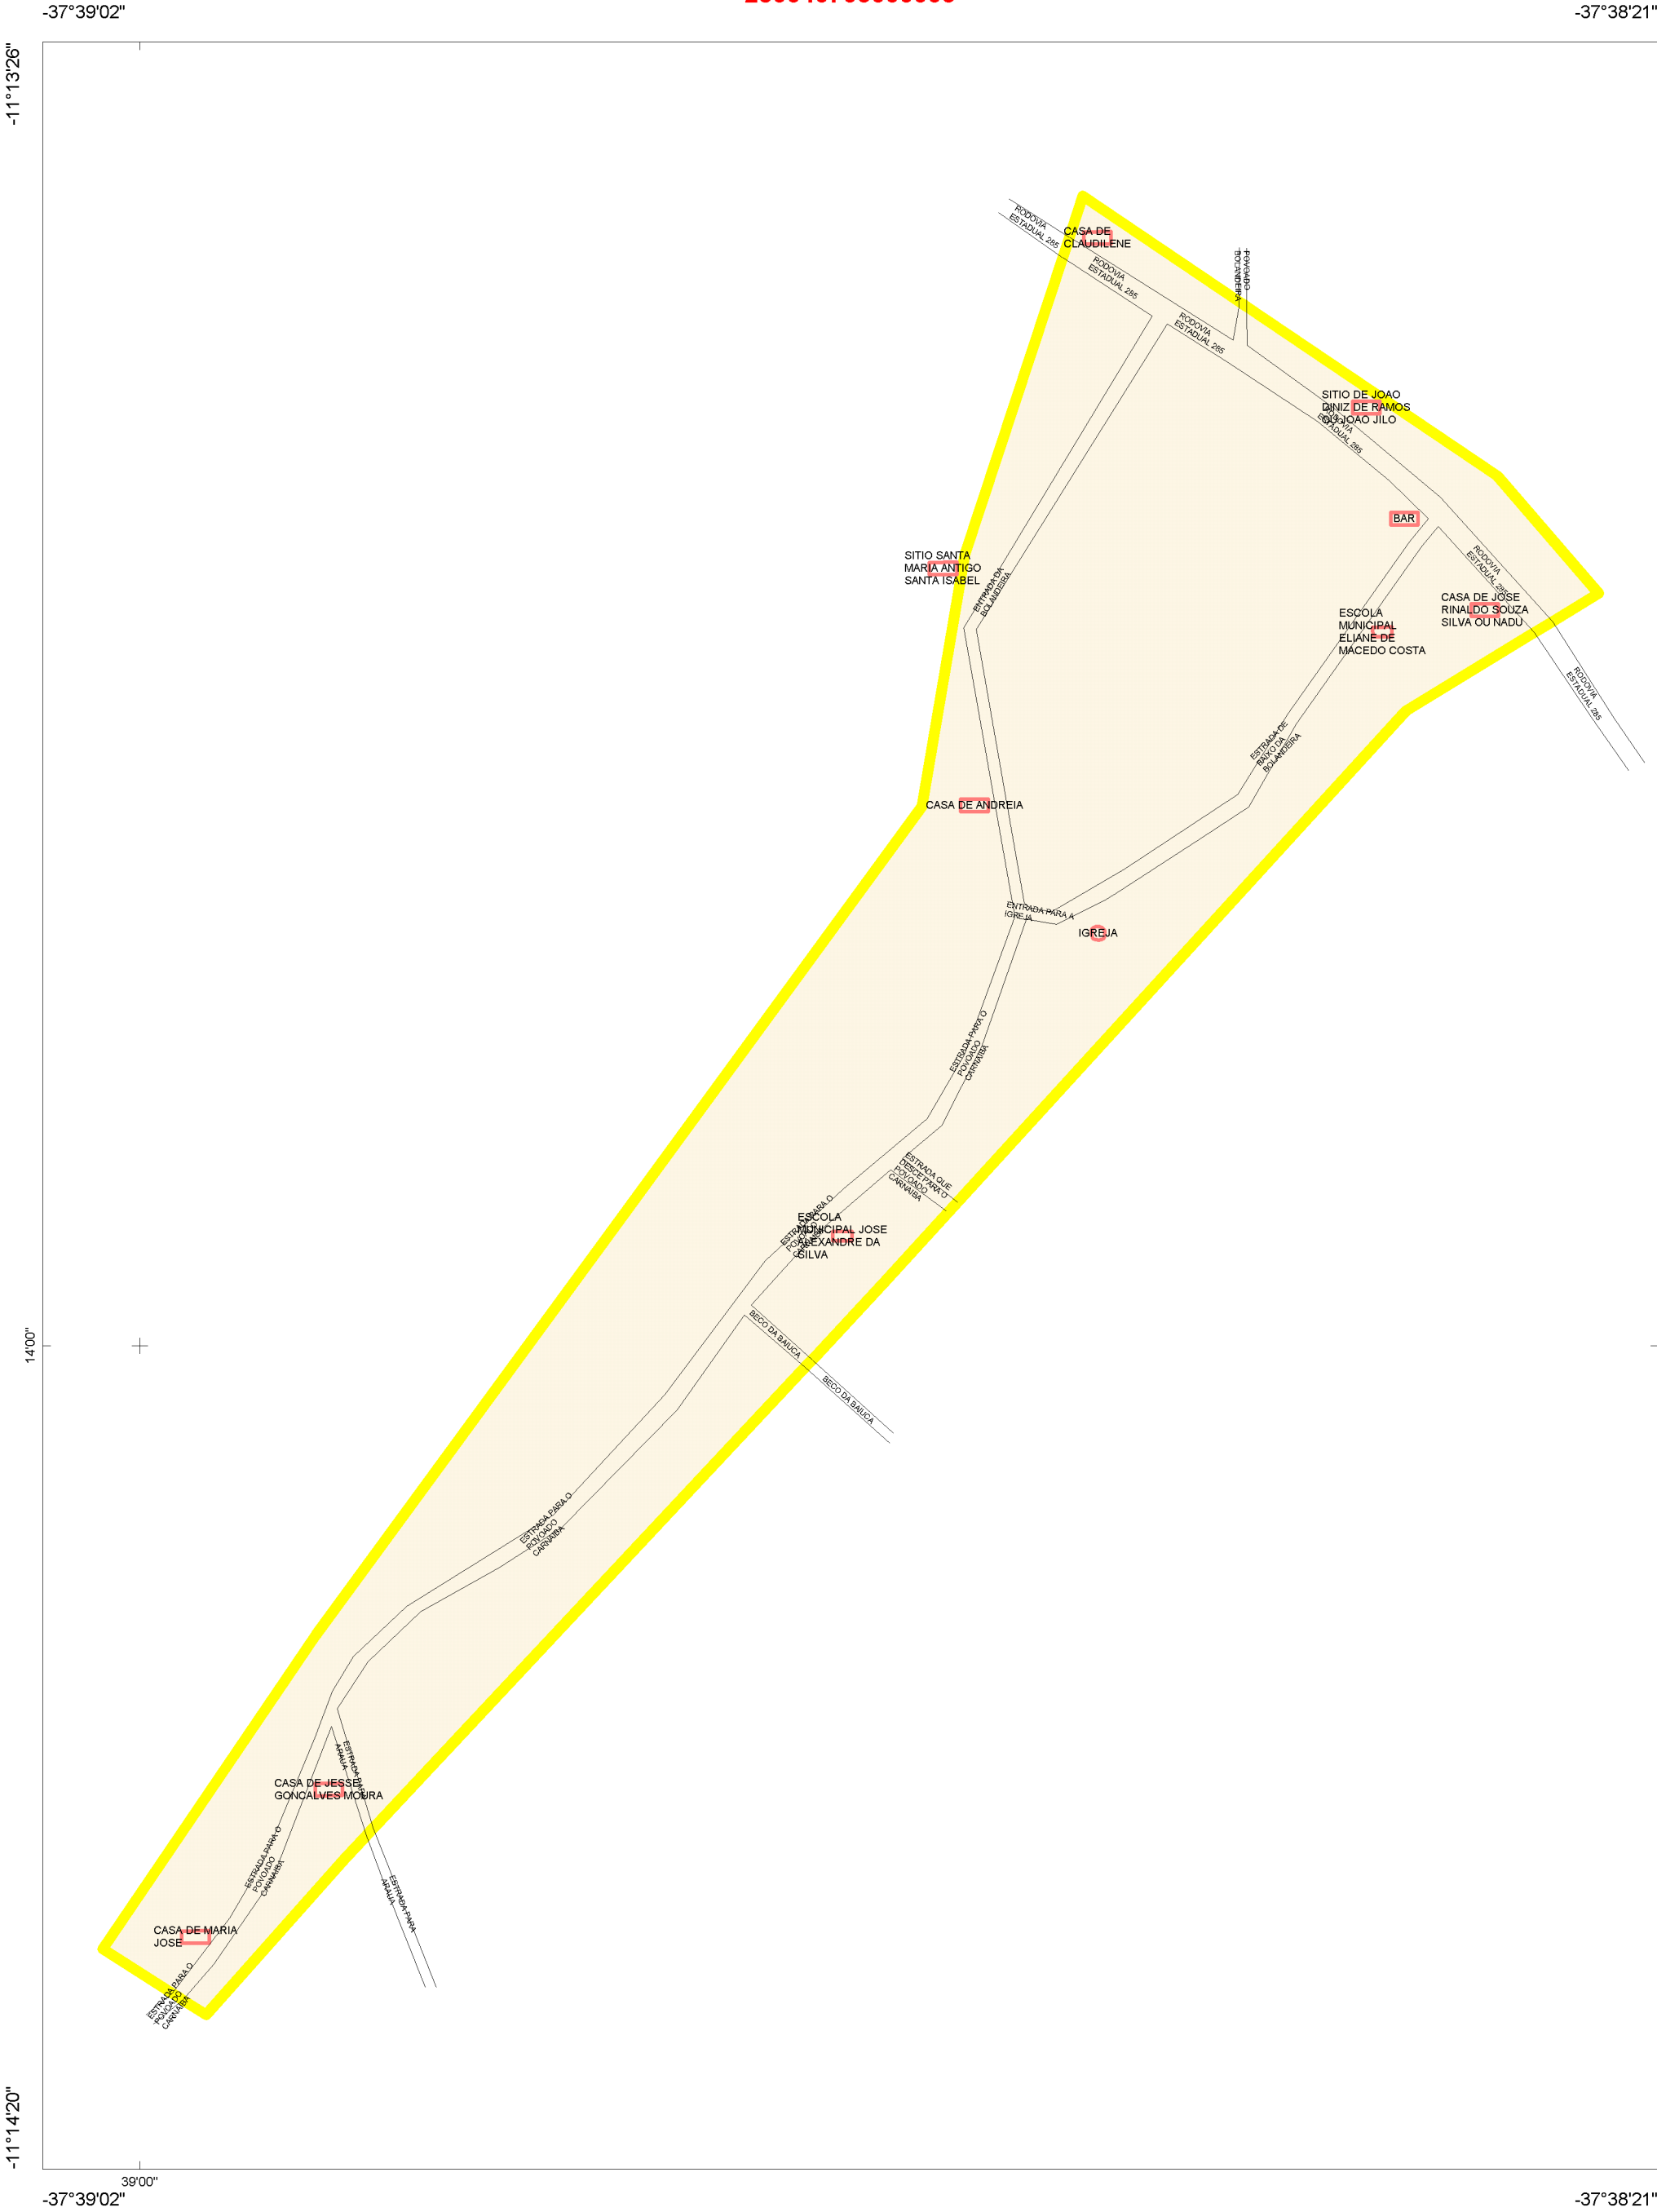 -37°39'02"
-37°38'21"
-11°13'26"
RODOVIA
ESTADUAL 285
CASA DE
CLAUDILENE
RODOVIA
ESTADUAL 285
POVOADO
BOLANDEIRA
RODOVIA
ESTADUAL 285
SITIO DE JOAO
DINIZ DE RAMOS
OU JOAO JILO
RODOVIA
ESTADUAL 285
BAR
SITIO SANTA
MARIA ANTIGO
SANTA ISABEL
ENTRADA DA
BOLANDEIRA
RODOVIA
ESTADUAL 285
CASA DE JOSE
RINALDO SOUZA
SILVA OU NADU
ESCOLA
MUNICIPAL
ELIANE DE
MACEDO COSTA
RODOVIA
ESTADUAL 285
ESTRADA DE
BAIXO DA
BOLANDEIRA
CASA DE ANDREIA
ENTRADA PARA A
IGREJA
IGREJA
ESTRADA PARA O
POVOADO
CARNAIBA
ESTRADA QUE
DESCE PARA O
POVOADO
CARNAIBA
ESTRADA PARA O
POVOADO
CARNAIBA
ESCOLA
MUNICIPAL JOSE
ALEXANDRE DA
SILVA
BECO DA BAIUCA
14'00"
BECO DA BAIUCA
ESTRADA PARA O
POVOADO
CARNAIBA
ESTRADA PARA
ARAUA
CASA DE JESSE
GONCALVES MOURA
ESTRADA PARA O
POVOADO
CARNAIBA
ESTRADA PARA
ARAUA
CASA DE MARIA
JOSE
ESTRADA PARA O
POVOADO
CARNAIBA
-11°14'20"
39'00"
-37°39'02"
-37°38'21"